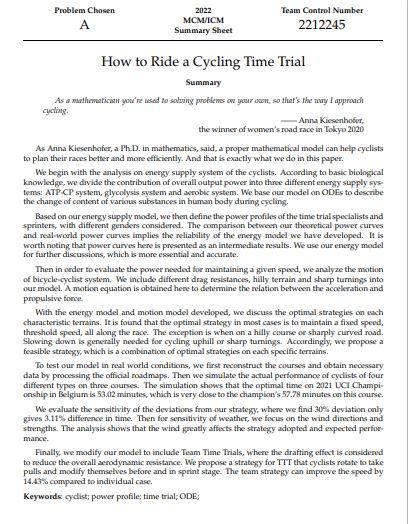 Problem Chosen
A
2022
MCM/ICM
Summary Sheet
Team Control Number
2212245
How to Ride a Cycling Time Trial
Summary
As a mathematician you're used to solving problems on your own, so that's the way I approach
cycling.
—— Anna Kiesenhofer,
the winner of women's road race in Tokyo 2020
As Anna Kiesenhofer, a Ph.D. in mathematics, said, a proper mathematical model can help cyclists
to plan their races better and more efficiently. And that is exactly what we do in this paper.
We begin with the analysis on energy supply system of the cyclists. According to basic biological
knowledge, we divide the contribution of overall output power into three different energy supply sys-
tems: ATP-CP system, glycolysis system and aerobic system. We base our model on ODEs to describe
the change of content of various substances in human body during cycling.
Based on our energy supply model, we then define the power profiles of the time trial specialists and
sprinters, with different genders considered. The comparison between our theoretical power curves
and real-world power curves implies the reliability of the energy model we have developed. It is
worth noting that power curves here is presented as an intermediate results. We use our energy model
for further discussions, which is more essential and accurate.
Then in order to evaluate the power needed for maintaining a given speed, we analyze the motion
of bicycle-cyclist system. We include different drag resistances, hilly terrain and sharp turnings into
our model. A motion equation is obtained here to determine the relation between the acceleration and
propulsive force.
With the energy model and motion model developed, we discuss the optimal strategies on each
characteristic terrains. It is found that the optimal strategy in most cases is to maintain a fixed speed,
threshold speed, all along the race. The exception is when on a hilly course or sharply curved road.
Slowing down is generally needed for cycling uphill or sharp turnings. Accordingly, we propose a
feasible strategy, which is a combination of optimal strategies on each specific terrains.
To test our model in real world conditions, we first reconstruct the courses and obtain necessary
data by processing the official roadmaps. Then we simulate the actual performance of cyclists of four
different types on three courses. The simulation shows that the optimal time on 2021 UCI Champi-
onship in Belgium is 53.02 minutes, which is very close to the champion's 57.78 minutes on this course.
We evaluate the sensitivity of the deviations from our strategy, where we find 30% deviation only
gives 3.11% difference in time. Then for sensitivity of weather, we focus on the wind directions and
strengths. The analysis shows that the wind greatly affects the strategy adopted and expected perfor-
mance.
Finally, we modify our model to include Team Time Trials, where the drafting effect is considered
to reduce the overall aerodynamic resistance. We propose a strategy for TTT that cyclists rotate to take
pulls and modify themselves before and in sprint stage. The team strategy can improve the speed by
14.43% compared to individual case.
Keywords: cyclist; power profile; time trial; ODE;